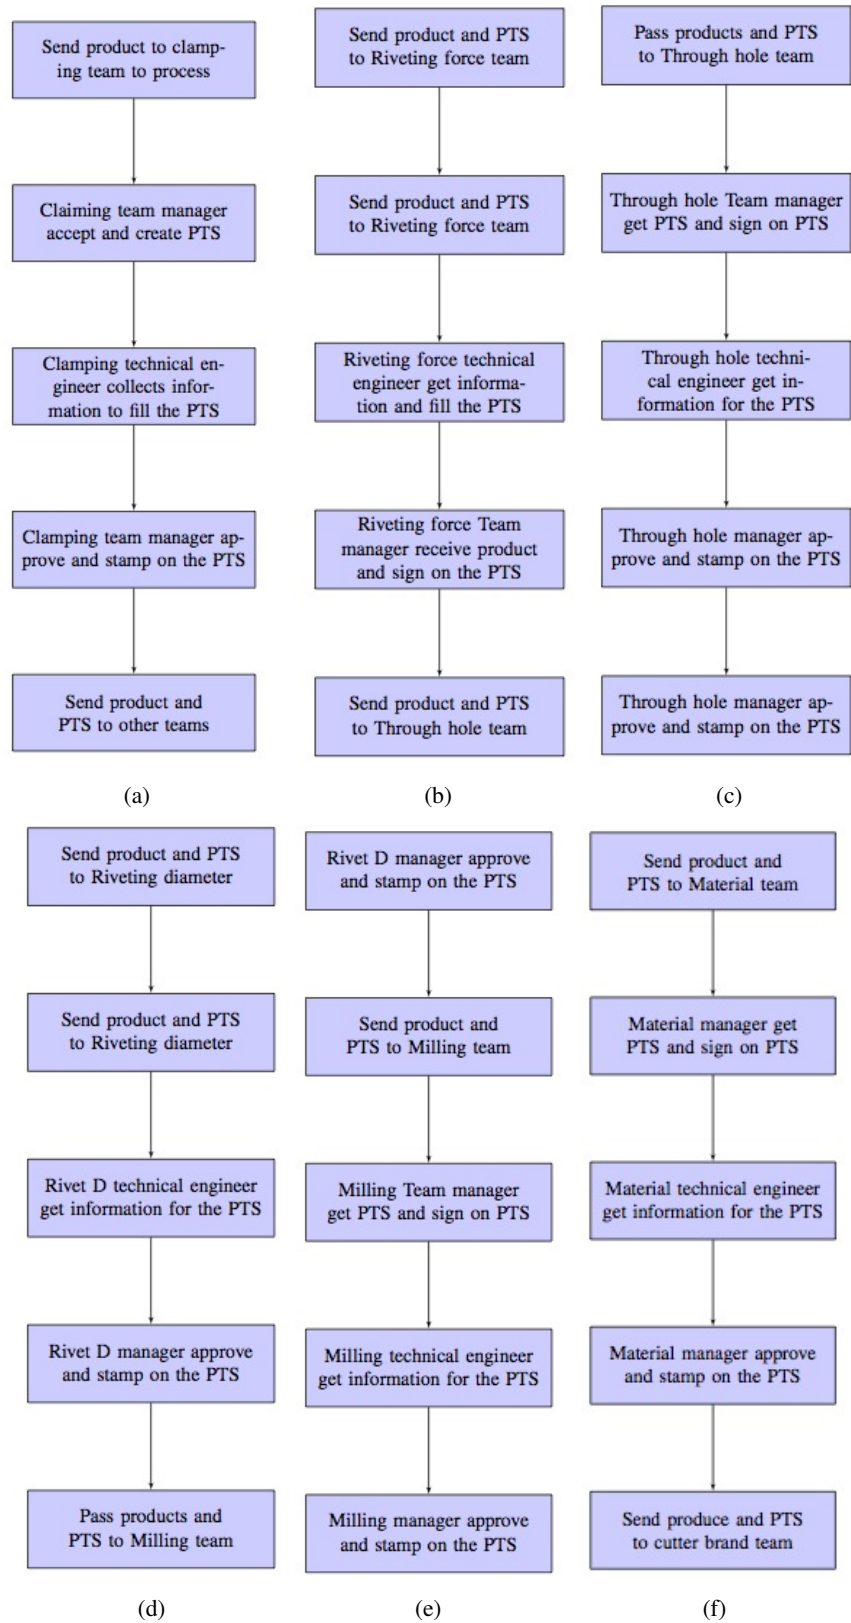 Send product to clamp-
ing team to process
Claiming team manager
accept and create PTS
Clamping technical en-
gineer collects infor-
mation to fill the PTS
Clamping team manager ap-
prove and stamp on the PTS
Send product and
PTS to other teams
(a)
Send product and PTS
to Riveting force team
Send product and PTS
to Riveting force team
Riveting force technical
engineer get informa-
tion and fill the PTS
Riveting force Team
manager receive product
and sign on the PTS
Send product and PTS
to Through hole team
(b)
Pass products and PTS
to Through hole team
Through hole Team manager
get PTS and sign on PTS
Through hole techni-
cal engineer get in-
formation for the PTS
Through hole manager ap-
prove and stamp on the PTS
Through hole manager ap-
prove and stamp on the PTS
(c)
Send product and PTS
to Riveting diameter
Send product and PTS
to Riveting diameter
Rivet D technical engineer
get information for the PTS
Rivet D manager approve
and stamp on the PTS
Pass products and
PTS to Milling team
(d)
Rivet D manager approve
and stamp on the PTS
Send product and
PTS to Milling team
Milling Team manager
get PTS and sign on PTS
Milling technical engineer
get information for the PTS
Milling manager approve
and stamp on the PTS
(e)
Send product and
PTS to Material team
Material manager get
PTS and sign on PTS
Material technical engineer
get information for the PTS
Material manager approve
and stamp on the PTS
Send produce and PTS
to cutter brand team
(f)